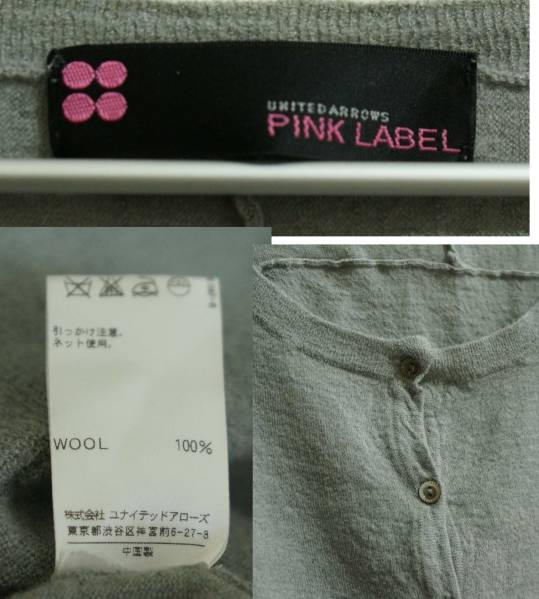 UNITED ARROWS
PINK LABEL
引っかけ注意。
ネット使用。
WOOL 100%
株式会社 ユナイテッドアローズ
東京都渋谷区神宮前6-27-8
中国製